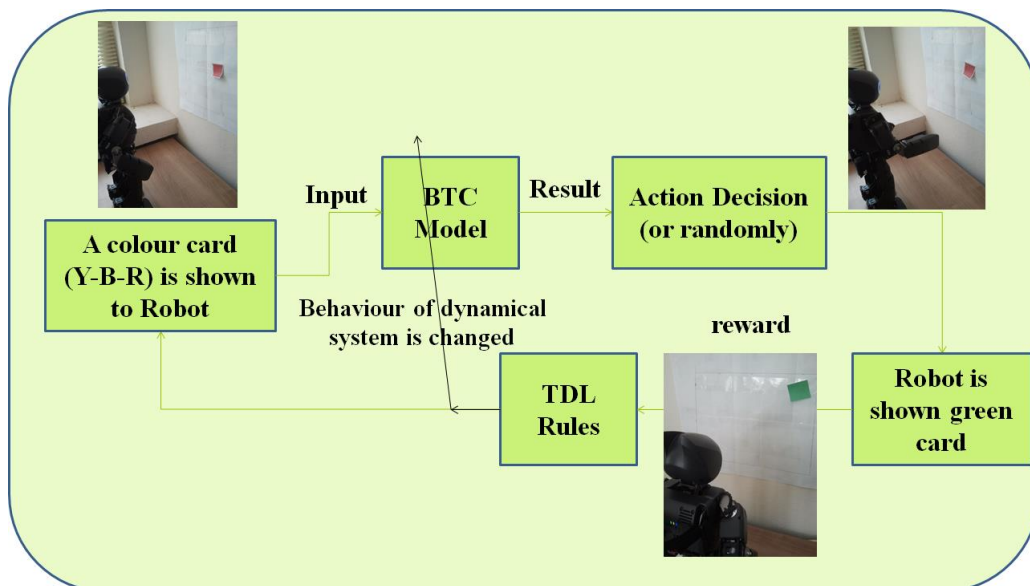 A colour card
(Y-B-R) is shown
to Robot
Input
BTC
Model
Result
Action Decision
(or randomly)
Behaviour of dynamical
system is changed
reward
TDL
Rules
Robot is
shown green
card